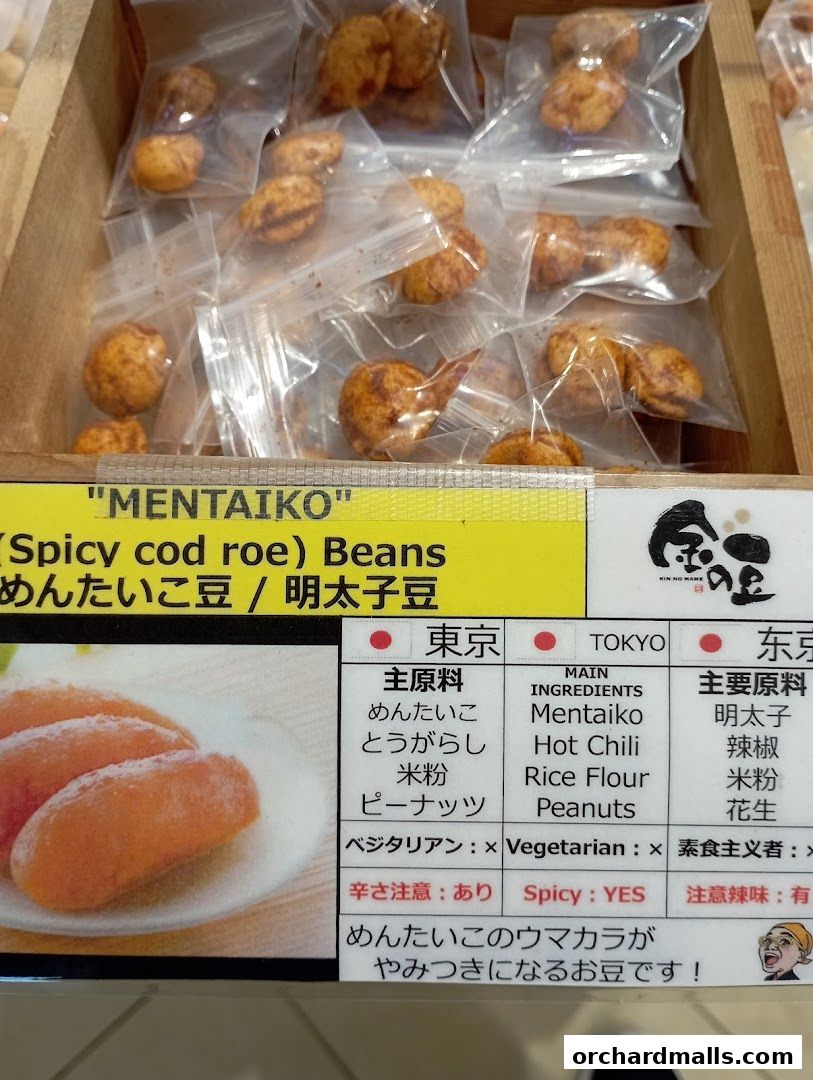 "MENTAIKO"
(Spicy cod roe) Beans
めんたいこ豆 / 明太子豆
金の豆
KIN NO MAME
東京
TOKYO
东京
主原料
めんたいこ
とうがらし
米粉
ピーナッツ
MAIN
INGREDIENTS
Mentaiko
Hot Chili
Rice Flour
Peanuts
主要原料
明太子
辣椒
米粉
花生
ベジタリアン：×
Vegetarian：×
素食主义者：×
辛さ注意：あり
Spicy：YES
注意辣味：有
めんたいこのウマカラが
やみつきになるお豆です！
orchardmalls.com